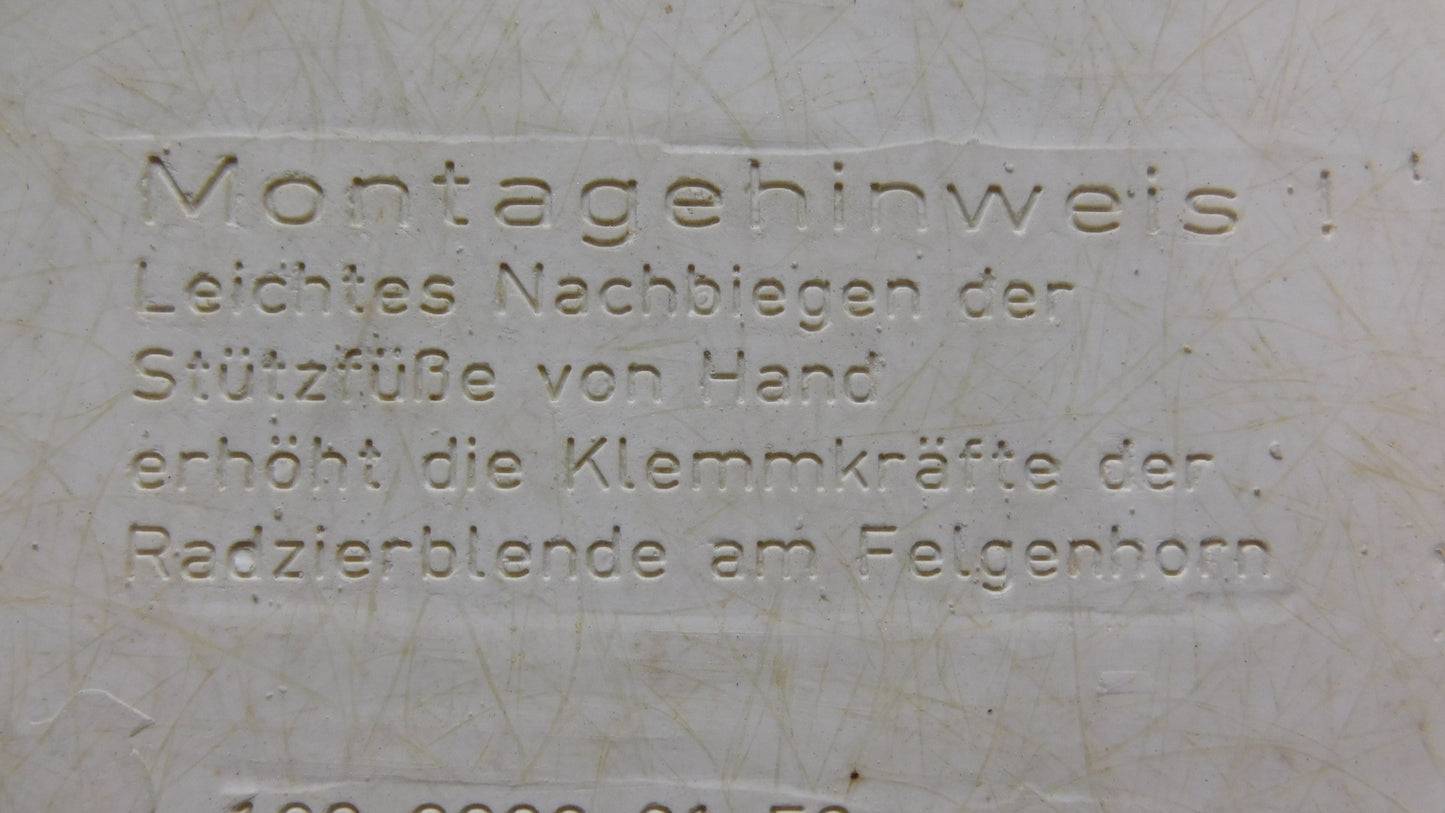 Montagehinweis !
Leichtes Nachbiegen der
Stützfüße von Hand
erhöht die Klemmkräfte der
Radzierblende am Felgenhorn